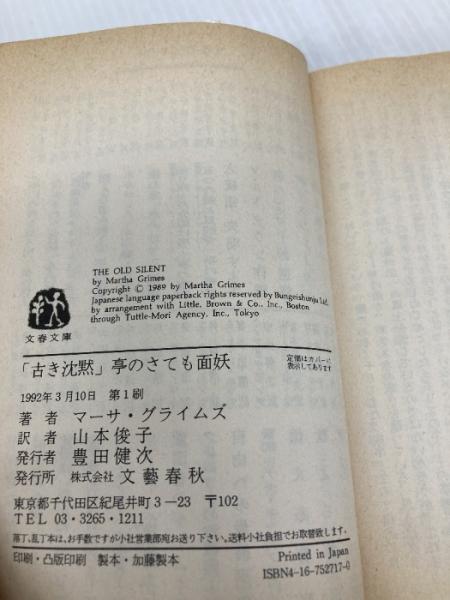 THE OLD SILENT
by Martha Grimes
Copyright © 1989 by Martha Grimes
Japanese language paperback rights reserved by Bungeishunju Ltd.
by arrangement with Little, Brown & Co., Inc., Boston
through Tuttle-Mori Agency, Inc., Tokyo
文春文庫
「古き沈黙」亭のさても面妖
定価はカバーに
表示してあります
1992年3月10日 第1刷
著 者 マーサ・グライムズ
訳 者 山本俊子
発行者 豊田健次
発行所 株式会社 文藝春秋
東京都千代田区紀尾井町3-23 〒102
TEL 03・3265・1211
落丁、乱丁本は、お手数ですが小社営業部宛お送り下さい。送料小社負担でお取替致します。
印刷・凸版印刷 製本・加藤製本
Printed in Japan
ISBN4-16-752717-0